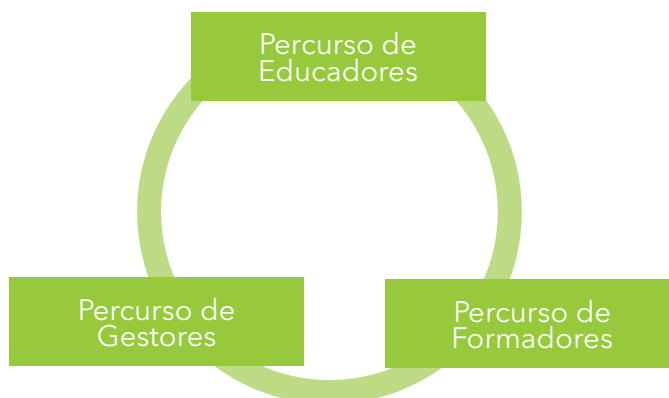 Percurso de
Educadores
Percurso de
Gestores
Percurso de
Formadores